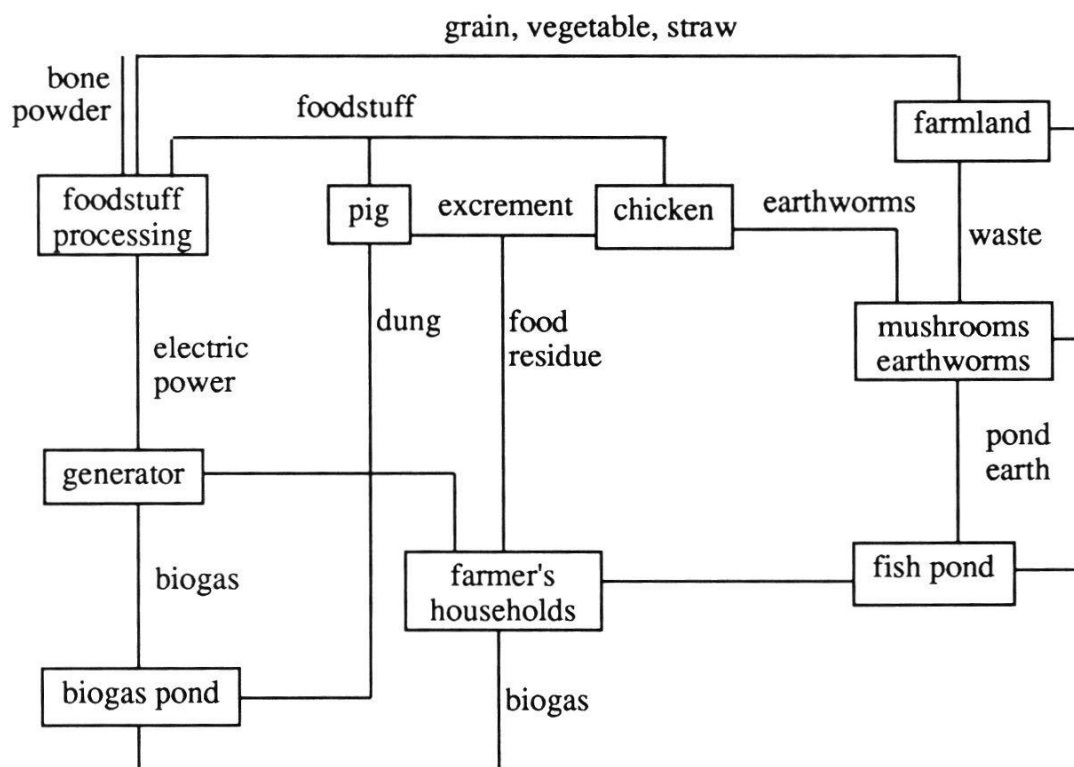 grain, vegetable, straw
bone
powder
foodstuff
farmland
foodstuff
processing
pig
excrement
chicken
earthworms
waste
dung
food
residue
mushrooms
earthworms
electric
power
pond
earth
generator
biogas
farmer's
households
fish pond
biogas pond
biogas